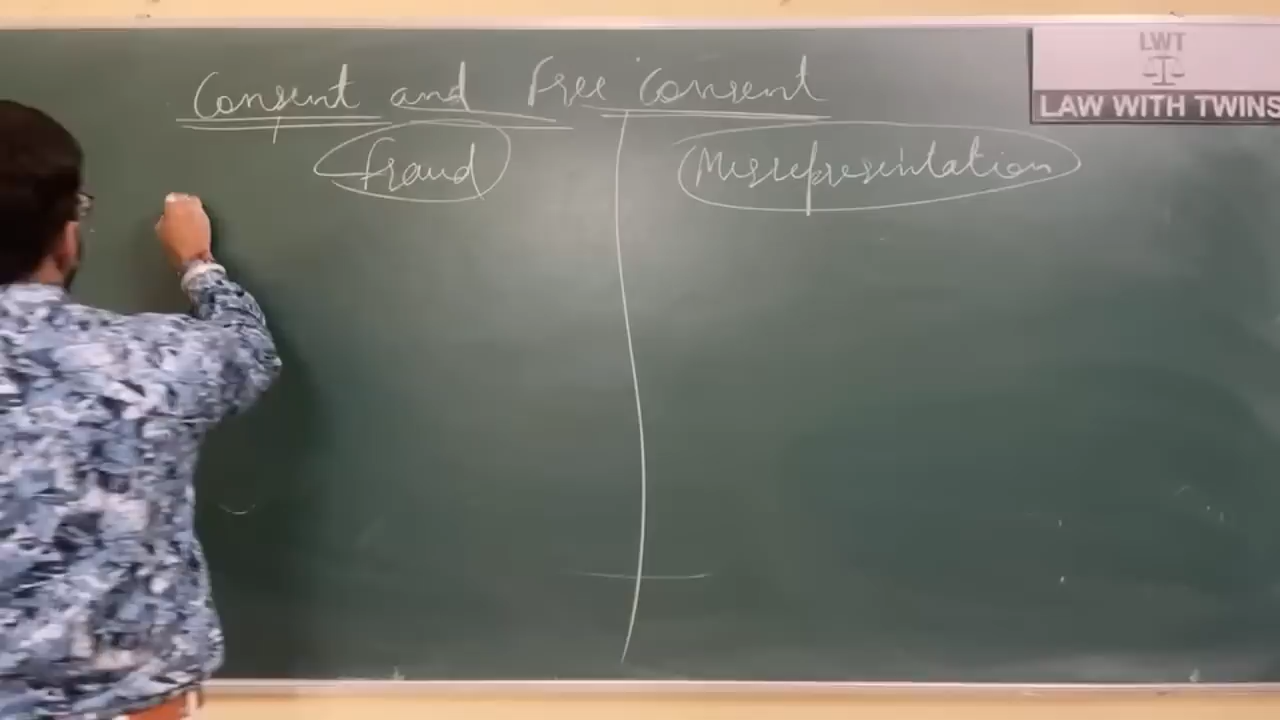 Consent and Free Consent
Fraud
Misrepresentation
LWT
LAW WITH TWINS